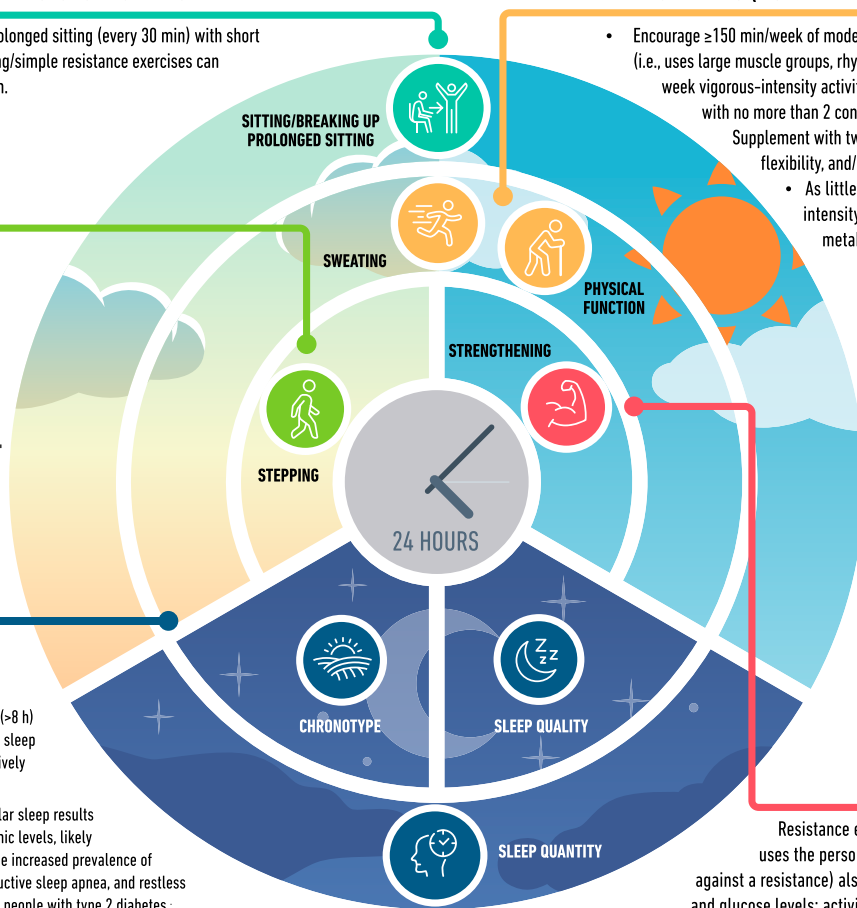 olonged sitting (every 30 min) with short
g/simple resistance exercises can
.
• Encourage ≥150 min/week of mode
(i.e., uses large muscle groups, rhy
week vigorous-intensity activi
with no more than 2 con
Supplement with tw
flexibility, and/
• As little
intensity
metal
SITTING/BREAKING UP
PROLONGED SITTING
SWEATING
PHYSICAL
FUNCTION
STRENGTHENING
STEPPING
24 HOURS
CHRONOTYPE
SLEEP QUALITY
SLEEP QUANTITY
(>8 h)
sleep
ively
lar sleep results
nic levels, likely
e increased prevalence of
uctive sleep apnea, and restless
people with type 2 diabetes.
Resistance e
uses the perso
against a resistance) als
and glucose levels; activi